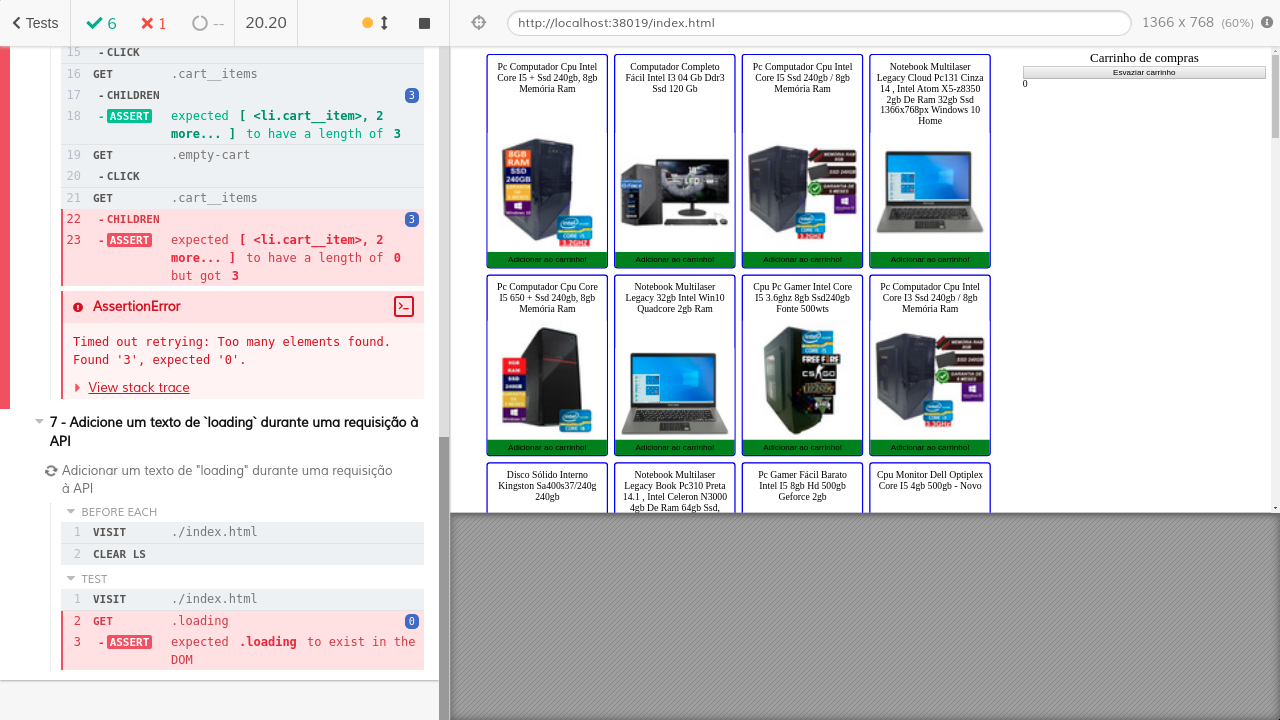 Tests
6
1
--
20.20
http://localhost:38019/index.html
1366 x 768 (60%)
15 - CLICK
16 GET .cart__items
17 - CHILDREN 3
18 - ASSERT expected [ <li.cart__item>, 2
more... ] to have a length of 3
19 GET .empty-cart
20 - CLICK
21 GET .cart__items
22 - CHILDREN 3
23 - ASSERT expected [ <li.cart__item>, 2
more... ] to have a length of 0
but got 3
AssertionError
Timed out retrying: Too many elements found.
Found '3', expected '0'.
View stack trace
7 - Adicione um texto de `loading` durante uma requisição à
API
Adicionar um texto de "loading" durante uma requisição
à API
BEFORE EACH
1 VISIT ./index.html
2 CLEAR LS
TEST
1 VISIT ./index.html
2 GET .loading 0
3 - ASSERT expected .loading to exist in the
DOM
Pc Computador Cpu Intel
Core I5 + Ssd 240gb, 8gb
Memória Ram
8GB
RAM
SSD
240GB
3.2GHZ
Adicionar ao carrinho!
Computador Completo
Fácil Intel I3 04 Gb Ddr3
Ssd 120 Gb
Adicionar ao carrinho!
Pc Computador Cpu Intel
Core I5 Ssd 240gb / 8gb
Memória Ram
3.2GHZ
Adicionar ao carrinho!
Notebook Multilaser
Legacy Cloud Pc131 Cinza
14 , Intel Atom X5-z8350
2gb De Ram 32gb Ssd
1366x768px Windows 10
Home
Adicionar ao carrinho!
Carrinho de compras
Esvaziar carrinho
0
Pc Computador Cpu Core
I5 650 + Ssd 240gb, 8gb
Memória Ram
Adicionar ao carrinho!
Notebook Multilaser
Legacy 32gb Intel Win10
Quadcore 2gb Ram
Adicionar ao carrinho!
Cpu Pc Gamer Intel Core
I5 3.6ghz 8gb Ssd240gb
Fonte 500wts
FREE FIRE
CS:GO
Adicionar ao carrinho!
Pc Computador Cpu Intel
Core I3 Ssd 240gb / 8gb
Memória Ram
3.3GHZ
Adicionar ao carrinho!
Disco Sólido Interno
Kingston Sa400s37/240g
240gb
Notebook Multilaser
Legacy Book Pc310 Preta
14.1 , Intel Celeron N3000
4gb De Ram 64gb Ssd,
Pc Gamer Fácil Barato
Intel I5 8gb Hd 500gb
Geforce 2gb
Cpu Monitor Dell Optiplex
Core I5 4gb 500gb - Novo